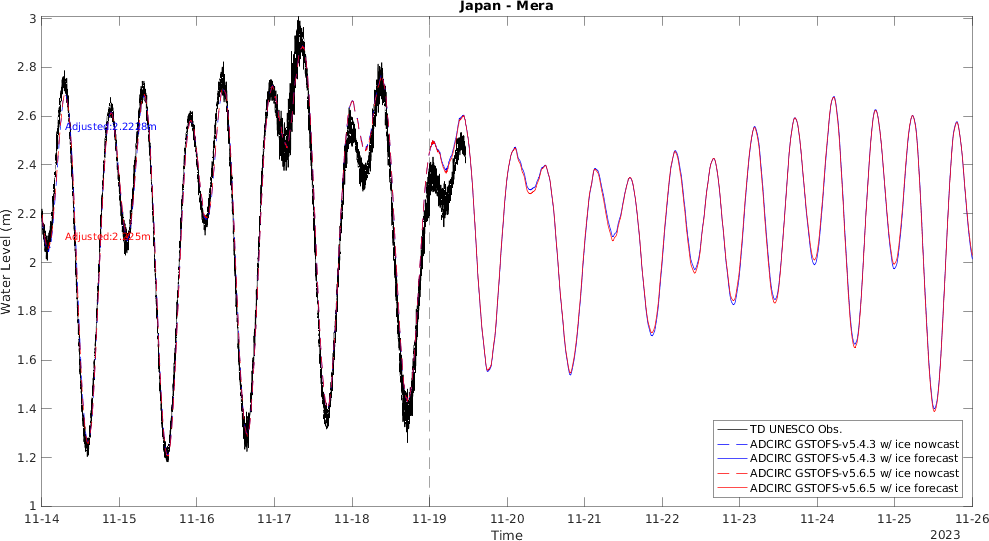 Japan - Mera
3
2.8
2.6
2.4
2.2
2
1.8
1.6
1.4
1.2
1
Water Level (m)
Adjusted:2.2228m
TD UNESCO Obs.
ADCIRC GSTOFS-v5.4.3 w/ ice nowcast
ADCIRC GSTOFS-v5.4.3 w/ ice forecast
ADCIRC GSTOFS-v5.6.5 w/ ice nowcast
ADCIRC GSTOFS-v5.6.5 w/ ice forecast
11-14 11-15 11-16 11-17 11-18 11-19 11-20 11-21 11-22 11-23 11-24 11-25 11-26
Time
2023